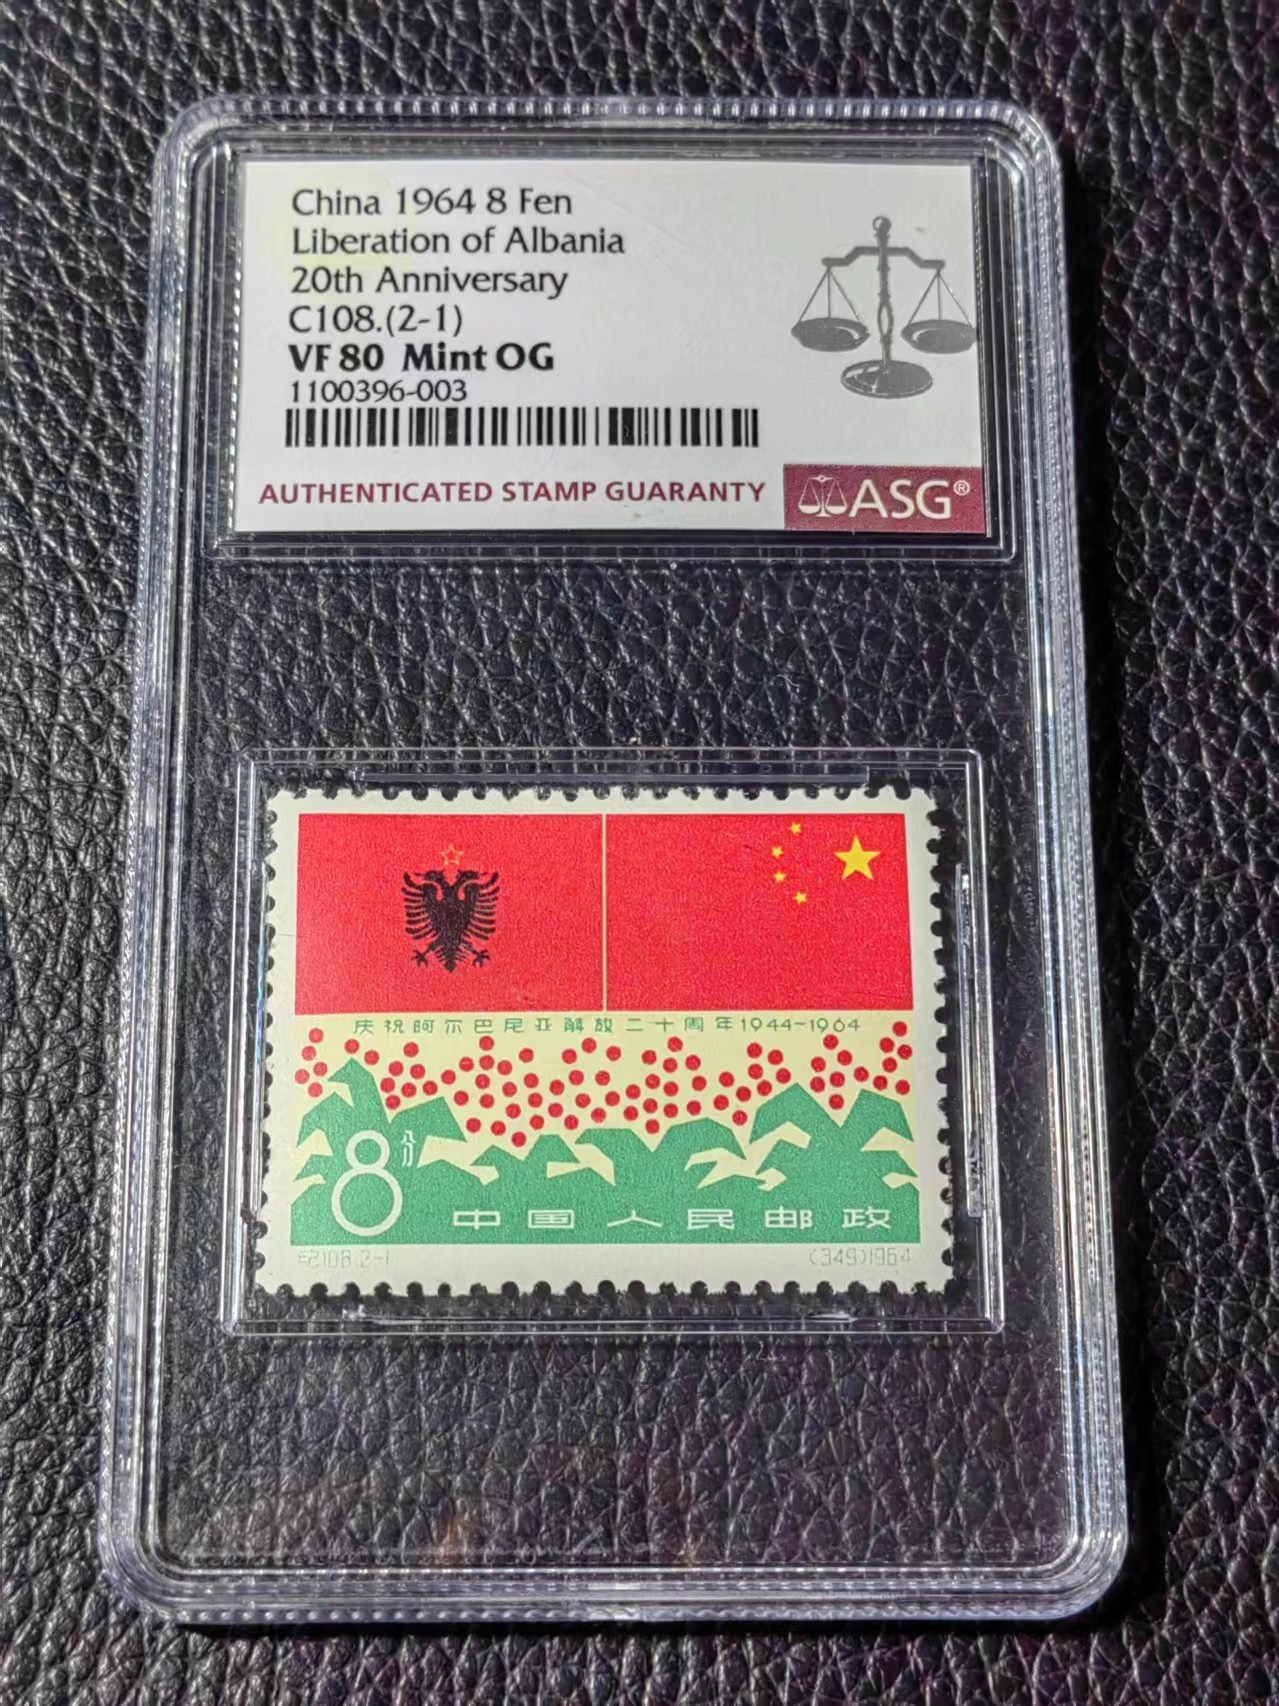 China 1964 8 Fen
Liberation of Albania
20th Anniversary
C108.(2-1)
VF 80 Mint OG
1100396-003
AUTHENTICATED STAMP GUARANTY
ASG®
庆祝阿尔巴尼亚解放二十周年1944-1964
8分
中国人民邮政
纪108.2-1
(349)1964